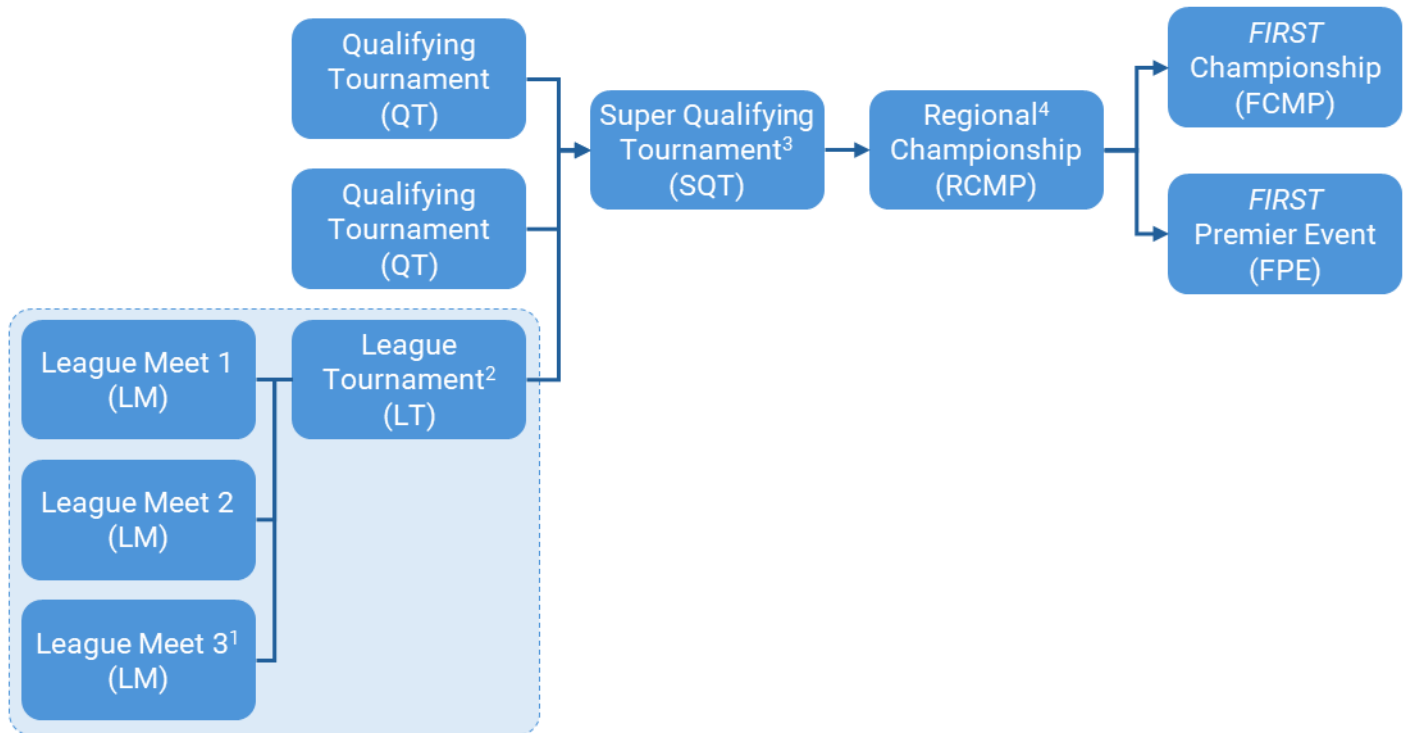 Qualifying
Tournament
(QT)
Qualifying
Tournament
(QT)
League Meet 1
(LM)
League Meet 2
(LM)
League Meet 3¹
(LM)
League
Tournament²
(LT)
Super Qualifying
Tournament³
(SQT)
Regional⁴
Championship
(RCMP)
FIRST
Championship
(FCMP)
FIRST
Premier Event
(FPE)